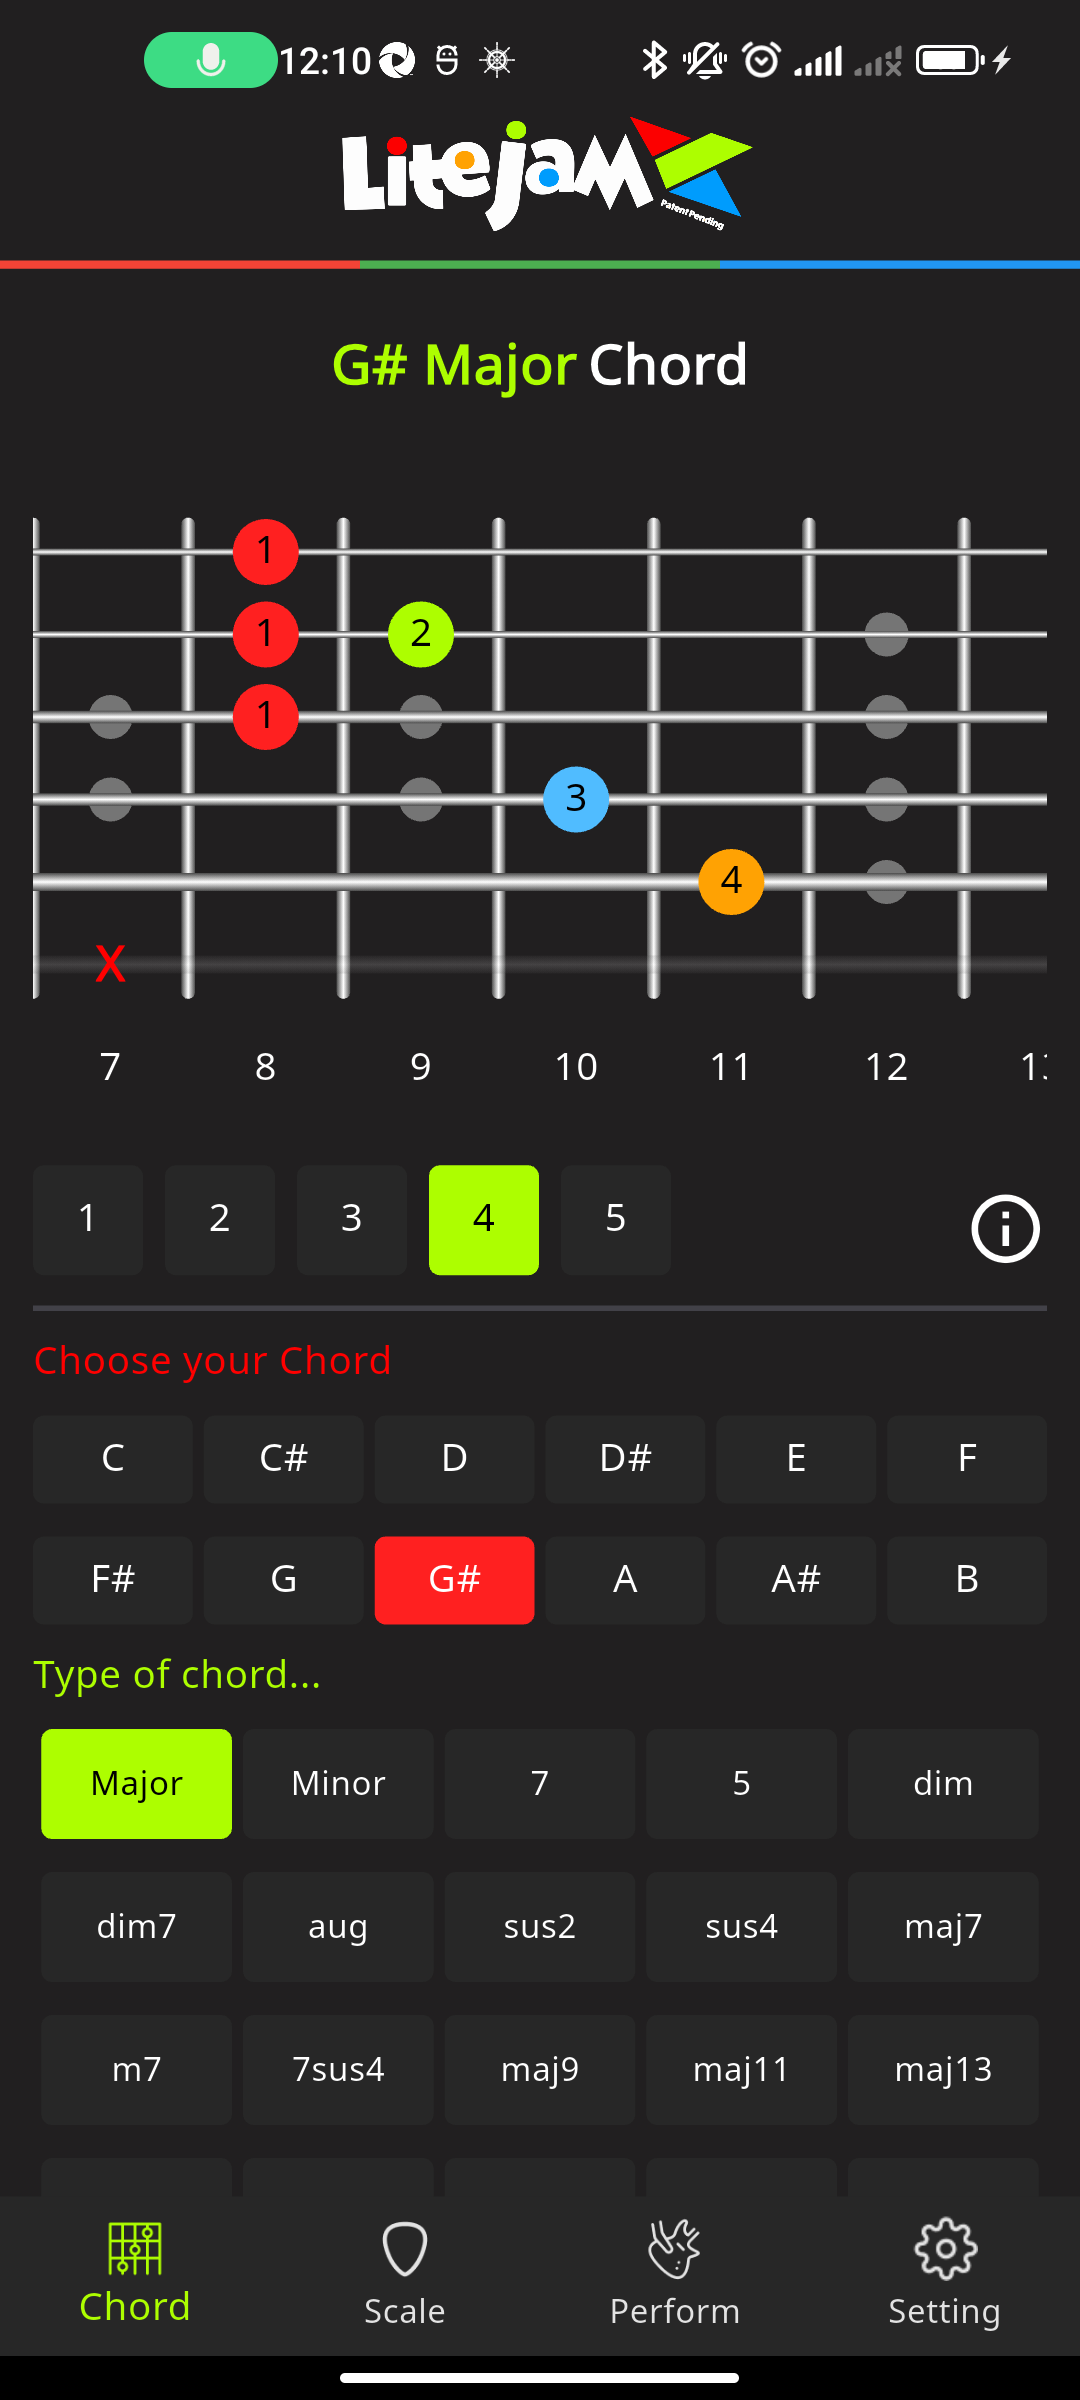 12:10
LitejaM
Patent Pending
G# Major Chord
1
1 2
1
3
4
X
7 8 9 10 11 12
1 2 3 4 5
Choose your Chord
C C# D D# E F
F# G G# A A# B
Type of chord...
Major Minor 7 5 dim
dim7 aug sus2 sus4 maj7
m7 7sus4 maj9 maj11 maj13
Chord Scale Perform Setting